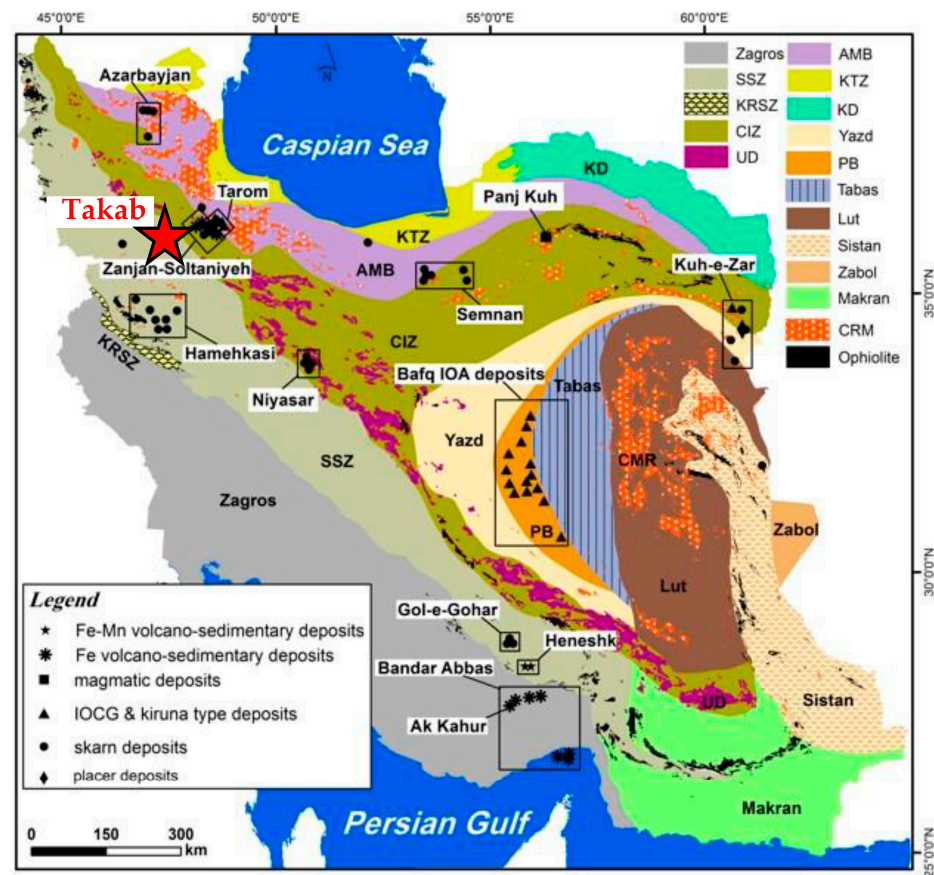 45°0'0"E
50°0'0"E
55°0'0"E
60°0'0"E
Azarbayjan
Caspian Sea
N
Zagros
SSZ
KRSZ
CIZ
UD
AMB
KTZ
KD
Yazd
PB
Tabas
Lut
Sistan
Zabol
Makran
CRM
Ophiolite
KD
Takab
Tarom
Panj Kuh
KTZ
Zanjan-Soltaniyeh
AMB
Kuh-e-Zar
35°0'0"N
Semnan
Hamehkasi
KRSZ
CIZ
Bafq IOA deposits
Niyasar
Tabas
Yazd
SSZ
CMR
Zagros
PB
Zabol
30°0'0"N
Lut
Gol-e-Gohar
Heneshk
Bandar Abbas
Ak Kahur
UD
Sistan
Makran
Persian Gulf
25°0'0"N
Legend
Fe-Mn volcano-sedimentary deposits
Fe volcano-sedimentary deposits
magmatic deposits
IOCG & kiruna type deposits
skarn deposits
placer deposits
0 150 300
km